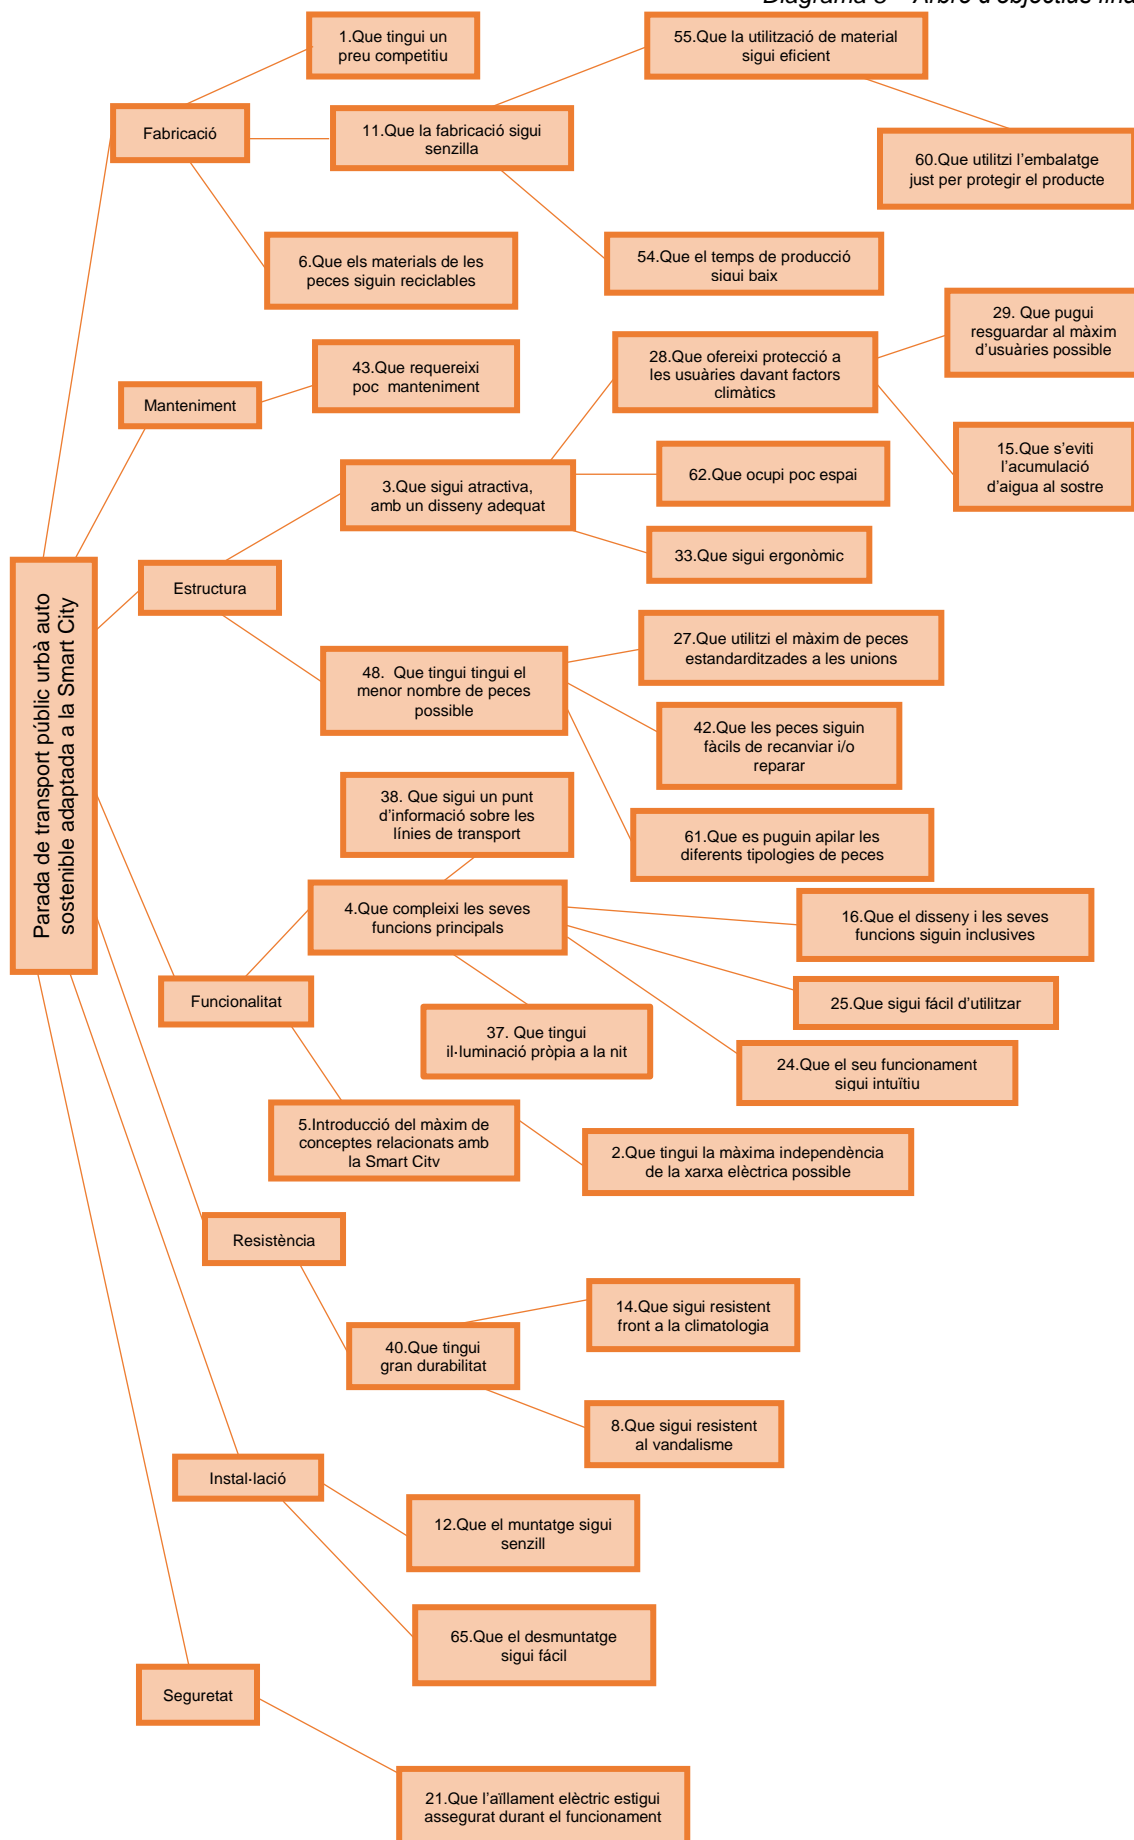 Diagrama 8 – Arbre d'objectius fina
1.Que tingui un
preu competitiu
55.Que la utilització de material
sigui eficient
Fabricació
11.Que la fabricació sigui
senzilla
60.Que utilitzi l'embalatge
just per protegir el producte
6.Que els materials de les
peces siguin reciclables
54.Que el temps de producció
sigui baix
29. Que pugui
resguardar al màxim
d'usuàries possible
43.Que requereixi
poc manteniment
28.Que ofereixi protecció a
les usuàries davant factors
climàtics
Manteniment
15.Que s'eviti
l'acumulació
d'aigua al sostre
3.Que sigui atractiva,
amb un disseny adequat
62.Que ocupi poc espai
33.Que sigui ergonòmic
Estructura
Parada de transport públic urbà auto
sostenible adaptada a la Smart City
27.Que utilitzi el màxim de peces
estandarditzades a les unions
48. Que tingui tingui el
menor nombre de peces
possible
42.Que les peces siguin
fàcils de recanviar i/o
reparar
38. Que sigui un punt
d'informació sobre les
línies de transport
61.Que es puguin apilar les
diferents tipologies de peces
4.Que compleixi les seves
funcions principals
16.Que el disseny i les seves
funcions siguin inclusives
Funcionalitat
25.Que sigui fácil d'utilitzar
37. Que tingui
il·luminació pròpia a la nit
24.Que el seu funcionament
sigui intuïtiu
5.Introducció del màxim de
conceptes relacionats amb
la Smart City
2.Que tingui la màxima independència
de la xarxa elèctrica possible
Resistència
14.Que sigui resistent
front a la climatologia
40.Que tingui
gran durabilitat
8.Que sigui resistent
al vandalisme
Instal·lació
12.Que el muntatge sigui
senzill
65.Que el desmuntatge
sigui fácil
Seguretat
21.Que l'aïllament elèctric estigui
assegurat durant el funcionament